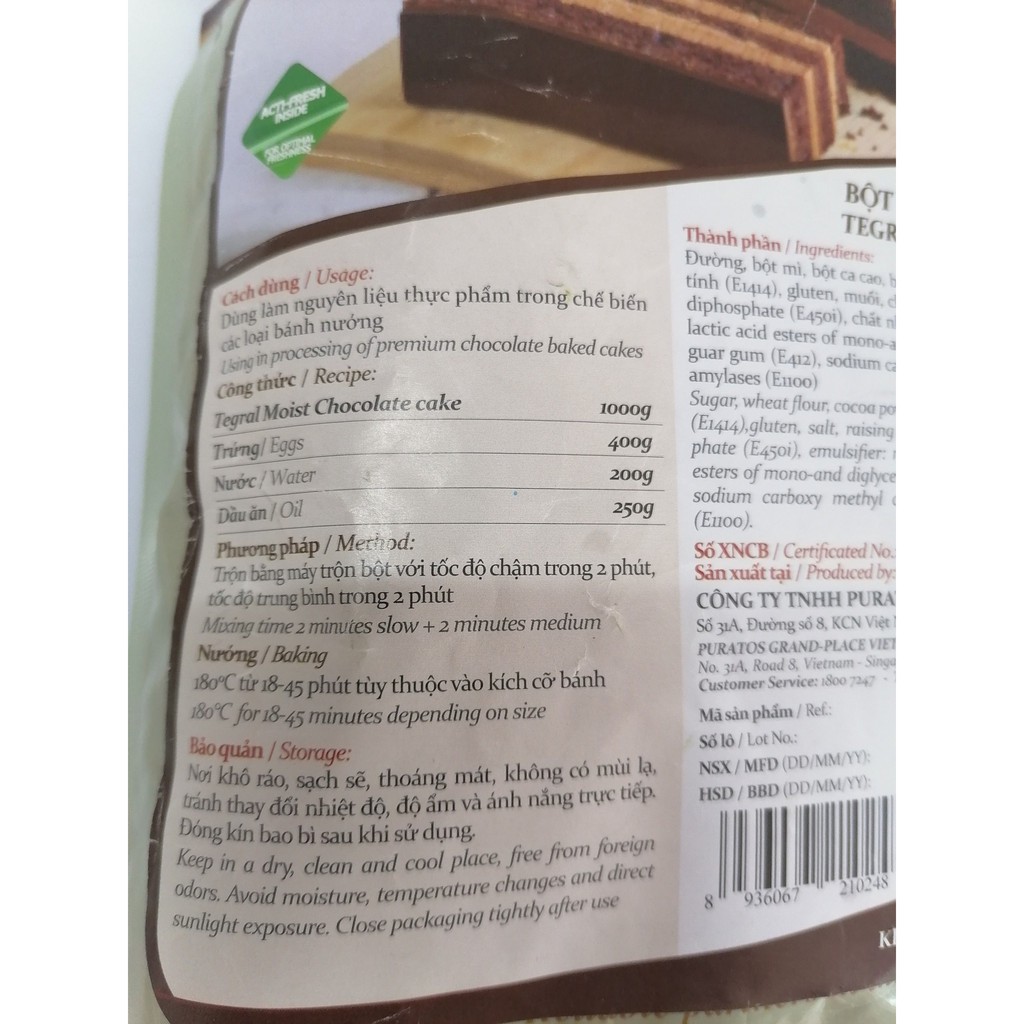 ACTI-FRESH
INSIDE
FOR OPTIMAL
FRESHNESS
Cách dùng / Usage:
Dùng làm nguyên liệu thực phẩm trong chế biến
các loại bánh nướng
Using in processing of premium chocolate baked cakes
Công thức / Recipe:
Tegral Moist Chocolate cake 1000g
Trứng/ Eggs 400g
Nước / Water 200g
Dầu ăn / Oil 250g
Phương pháp / Method:
Trộn bằng máy trộn bột với tốc độ chậm trong 2 phút,
tốc độ trung bình trong 2 phút
Mixing time 2 minutes slow + 2 minutes medium
Nướng / Baking
180°C từ 18-45 phút tùy thuộc vào kích cỡ bánh
180°C for 18-45 minutes depending on size
Bảo quản / Storage:
Nơi khô ráo, sạch sẽ, thoáng mát, không có mùi lạ,
tránh thay đổi nhiệt độ, độ ẩm và ánh nắng trực tiếp.
Đóng kín bao bì sau khi sử dụng.
Keep in a dry, clean and cool place, free from foreign
odors. Avoid moisture, temperature changes and direct
sunlight exposure. Close packaging tightly after use
BỘT
TEGR
Thành phần / Ingredients:
Đường, bột mì, bột ca cao, b
tính (E1414), gluten, muối, c
diphosphate (E450i), chất n
lactic acid esters of mono-a
guar gum (E412), sodium ca
amylases (E1100)
Sugar, wheat flour, cocoa po
(E1414),gluten, salt, raising
phate (E450i), emulsifier:
esters of mono-and diglyce
sodium carboxy methyl c
(E1100).
Số XNCB / Certificated No.:
Sản xuất tại / Produced by:
CÔNG TY TNHH PURA
Số 31A, Đường số 8, KCN Việt
PURATOS GRAND-PLACE VIET
No. 31A, Road 8, Vietnam - Singa
Customer Service: 1800 7247 -
Mã sản phẩm / Ref.:
Số lô / Lot No.:
NSX / MFD (DD/MM/YY):
HSD / BBD (DD/MM/YY):
8 936067 210248